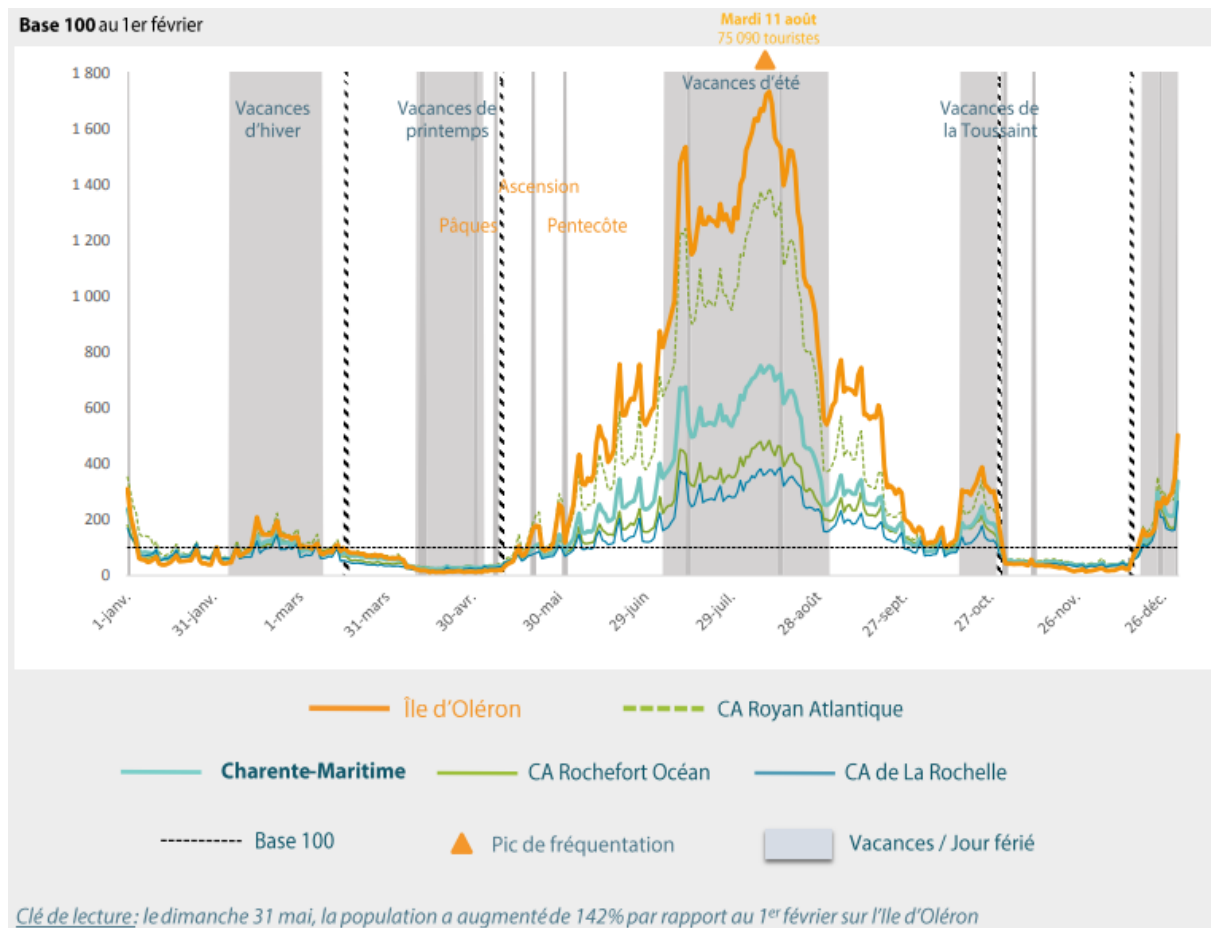 Base 100 au 1er février
Mardi 11 août
75 090 touristes
1 800
1 600
1 400
1 200
1 000
800
600
400
200
0
Vacances
d'hiver
Vacances de
printemps
Ascension
Pâques
Pentecôte
Vacances d'été
Vacances de
la Toussaint
1-janv.
31-janv.
1-mars
31-mars
30-avr.
30-mai
29-juin
29-juil.
28-août
27-sept.
27-oct.
26-nov.
26-déc.
Île d'Oléron
CA Royan Atlantique
Charente-Maritime
CA Rochefort Océan
CA de La Rochelle
Base 100
Pic de fréquentation
Vacances / Jour férié
Clé de lecture : le dimanche 31 mai, la population a augmenté de 142% par rapport au 1er février sur l'Ile d'Oléron